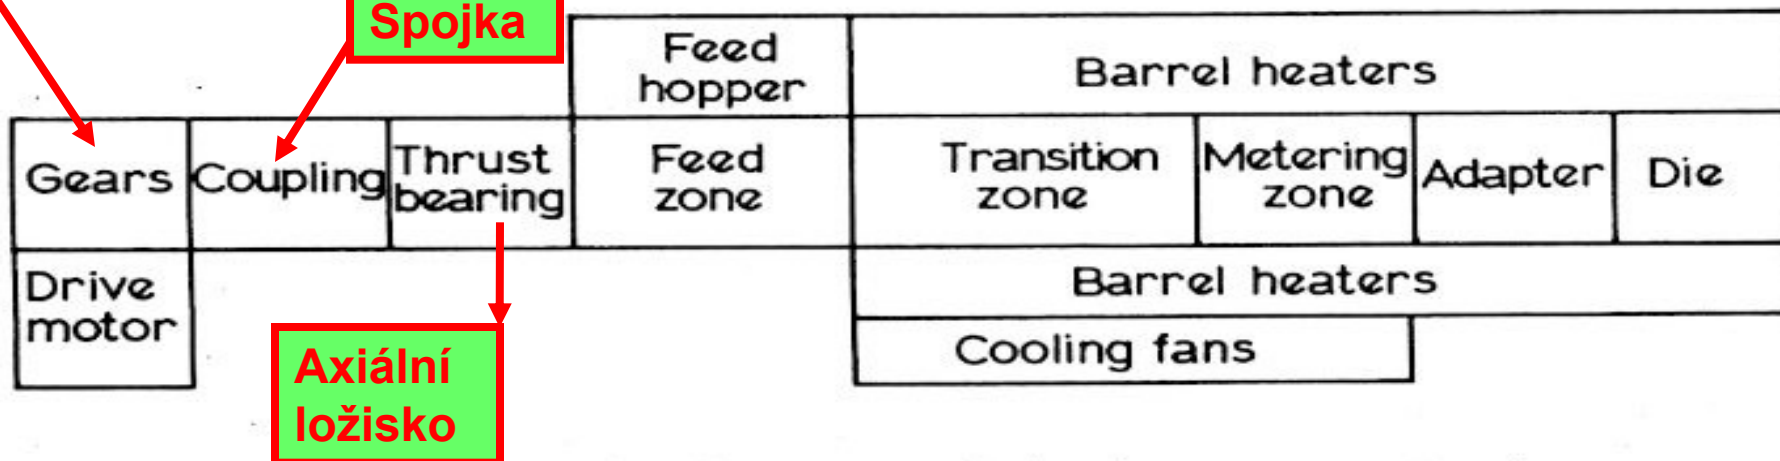 Spojka
Feed
hopper
Barrel heaters
Gears
Coupling
Thrust
bearing
Feed
zone
Transition
zone
Metering
zone
Adapter
Die
Drive
motor
Barrel heaters
Cooling fans
Axiální
ložisko